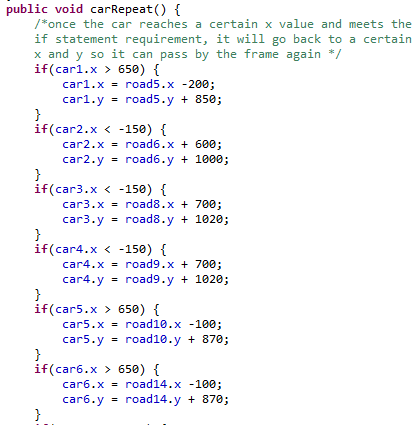 public void carRepeat() {
/*once the car reaches a certain x value and meets the
if statement requirement, it will go back to a certain
x and y so it can pass by the frame again */
if(car1.x > 650) {
car1.x = road5.x -200;
car1.y = road5.y + 850;
}
if(car2.x < -150) {
car2.x = road6.x + 600;
car2.y = road6.y + 1000;
}
if(car3.x < -150) {
car3.x = road8.x + 700;
car3.y = road8.y + 1020;
}
if(car4.x < -150) {
car4.x = road9.x + 700;
car4.y = road9.y + 1020;
}
if(car5.x > 650) {
car5.x = road10.x -100;
car5.y = road10.y + 870;
}
if(car6.x > 650) {
car6.x = road14.x -100;
car6.y = road14.y + 870;
}